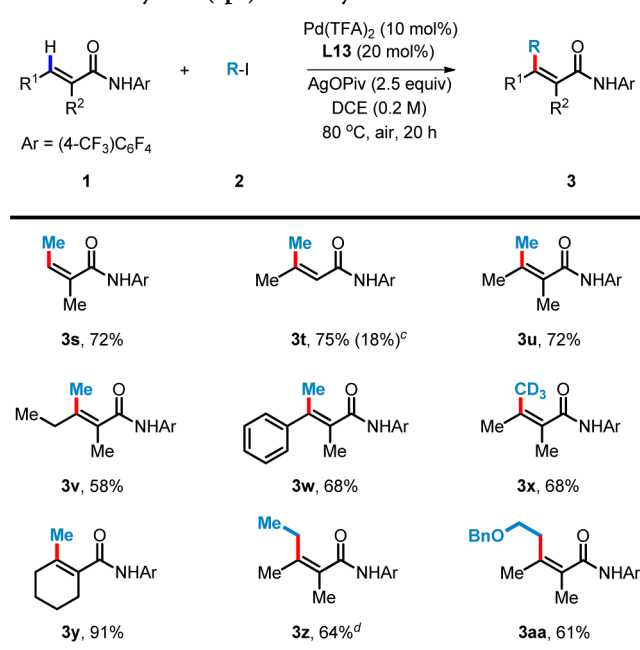 H
O
R¹
R²
NHAr
+
R-I
Pd(TFA)₂ (10 mol%)
L13 (20 mol%)
AgOPiv (2.5 equiv)
DCE (0.2 M)
80 °C, air, 20 h
R
O
R¹
R²
NHAr
Ar = (4-CF₃)C₆F₄
1
2
3
Me
O
NHAr
Me
3s, 72%
Me
O
Me
NHAr
3t, 75% (18%)ᶜ
Me
O
Me
NHAr
Me
3u, 72%
Me
O
Me
NHAr
Me
3v, 58%
Me
O
NHAr
Me
3w, 68%
CD₃
O
Me
NHAr
Me
3x, 68%
Me
O
NHAr
3y, 91%
Me
O
Me
NHAr
Me
3z, 64%ᵈ
BnO
O
Me
NHAr
Me
3aa, 61%